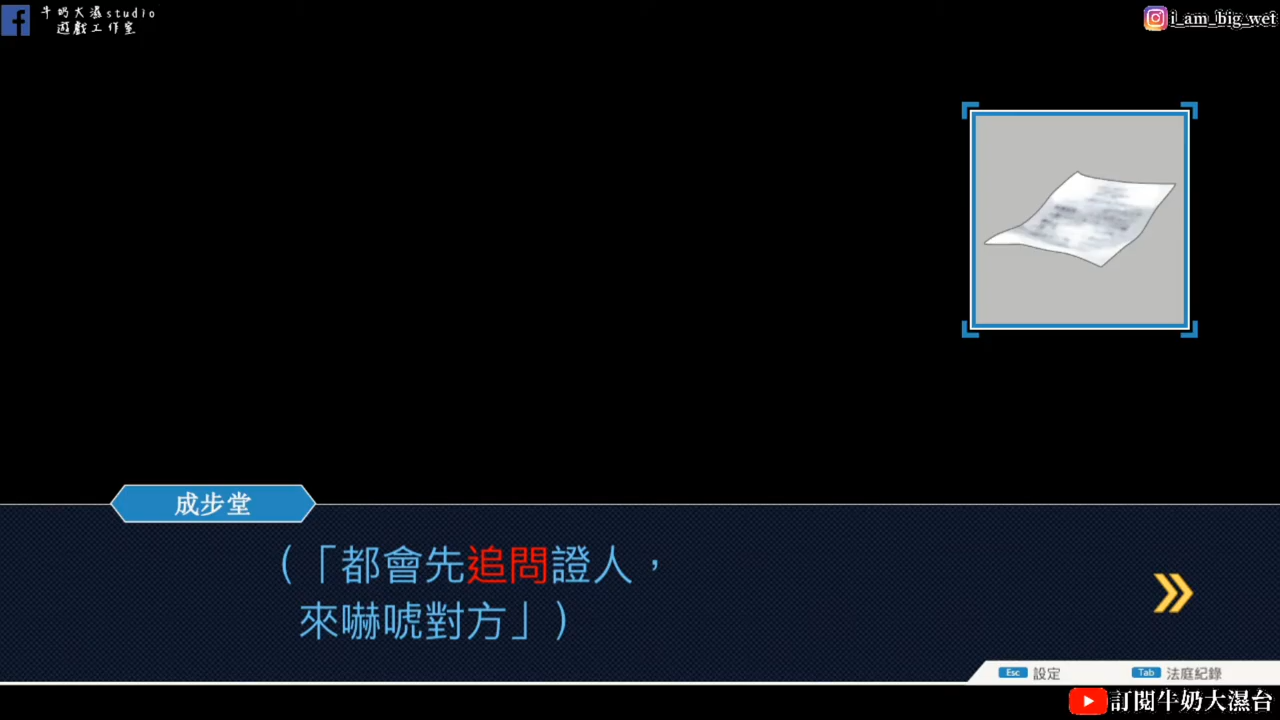 牛奶大濕studio
遊戲工作室
i_am_big_wet
成步堂
（「都會先追問證人，
來嚇唬對方」）
Esc 設定
Tab 法庭紀錄
訂閱牛奶大濕台